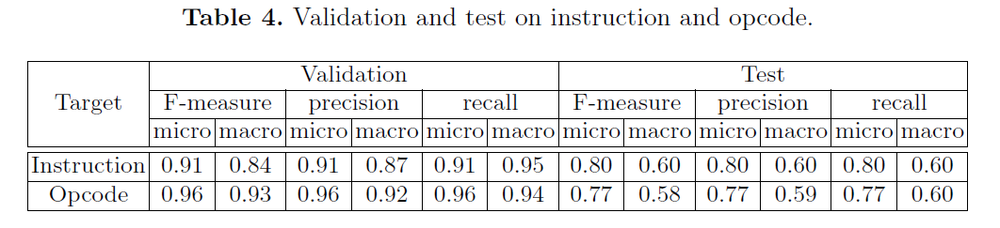 Table 4. Validation and test on instruction and opcode.
Target Validation Test
F-measure precision recall F-measure precision recall
micro macro micro macro micro macro micro macro micro macro micro macro
Instruction 0.91 0.84 0.91 0.87 0.91 0.95 0.80 0.60 0.80 0.60 0.80 0.60
Opcode 0.96 0.93 0.96 0.92 0.96 0.94 0.77 0.58 0.77 0.59 0.77 0.60